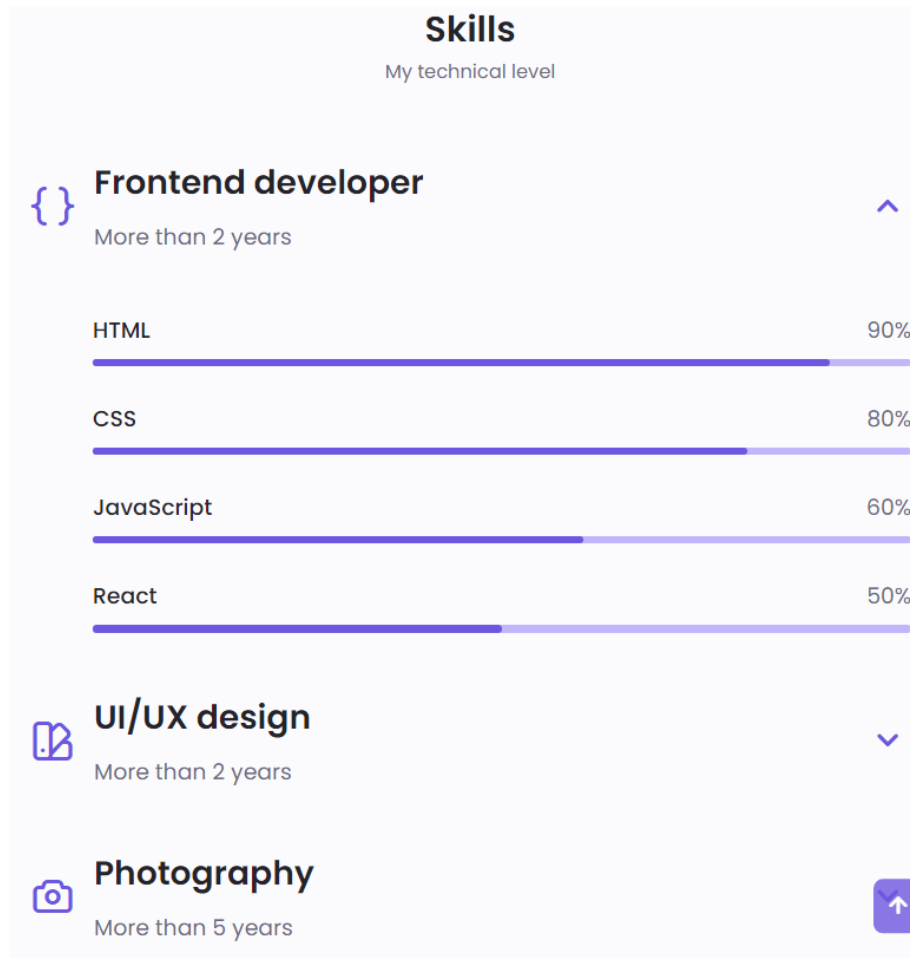 Skills
My technical level
Frontend developer
More than 2 years
HTML 90%
CSS 80%
JavaScript 60%
React 50%
UI/UX design
More than 2 years
Photography
More than 5 years